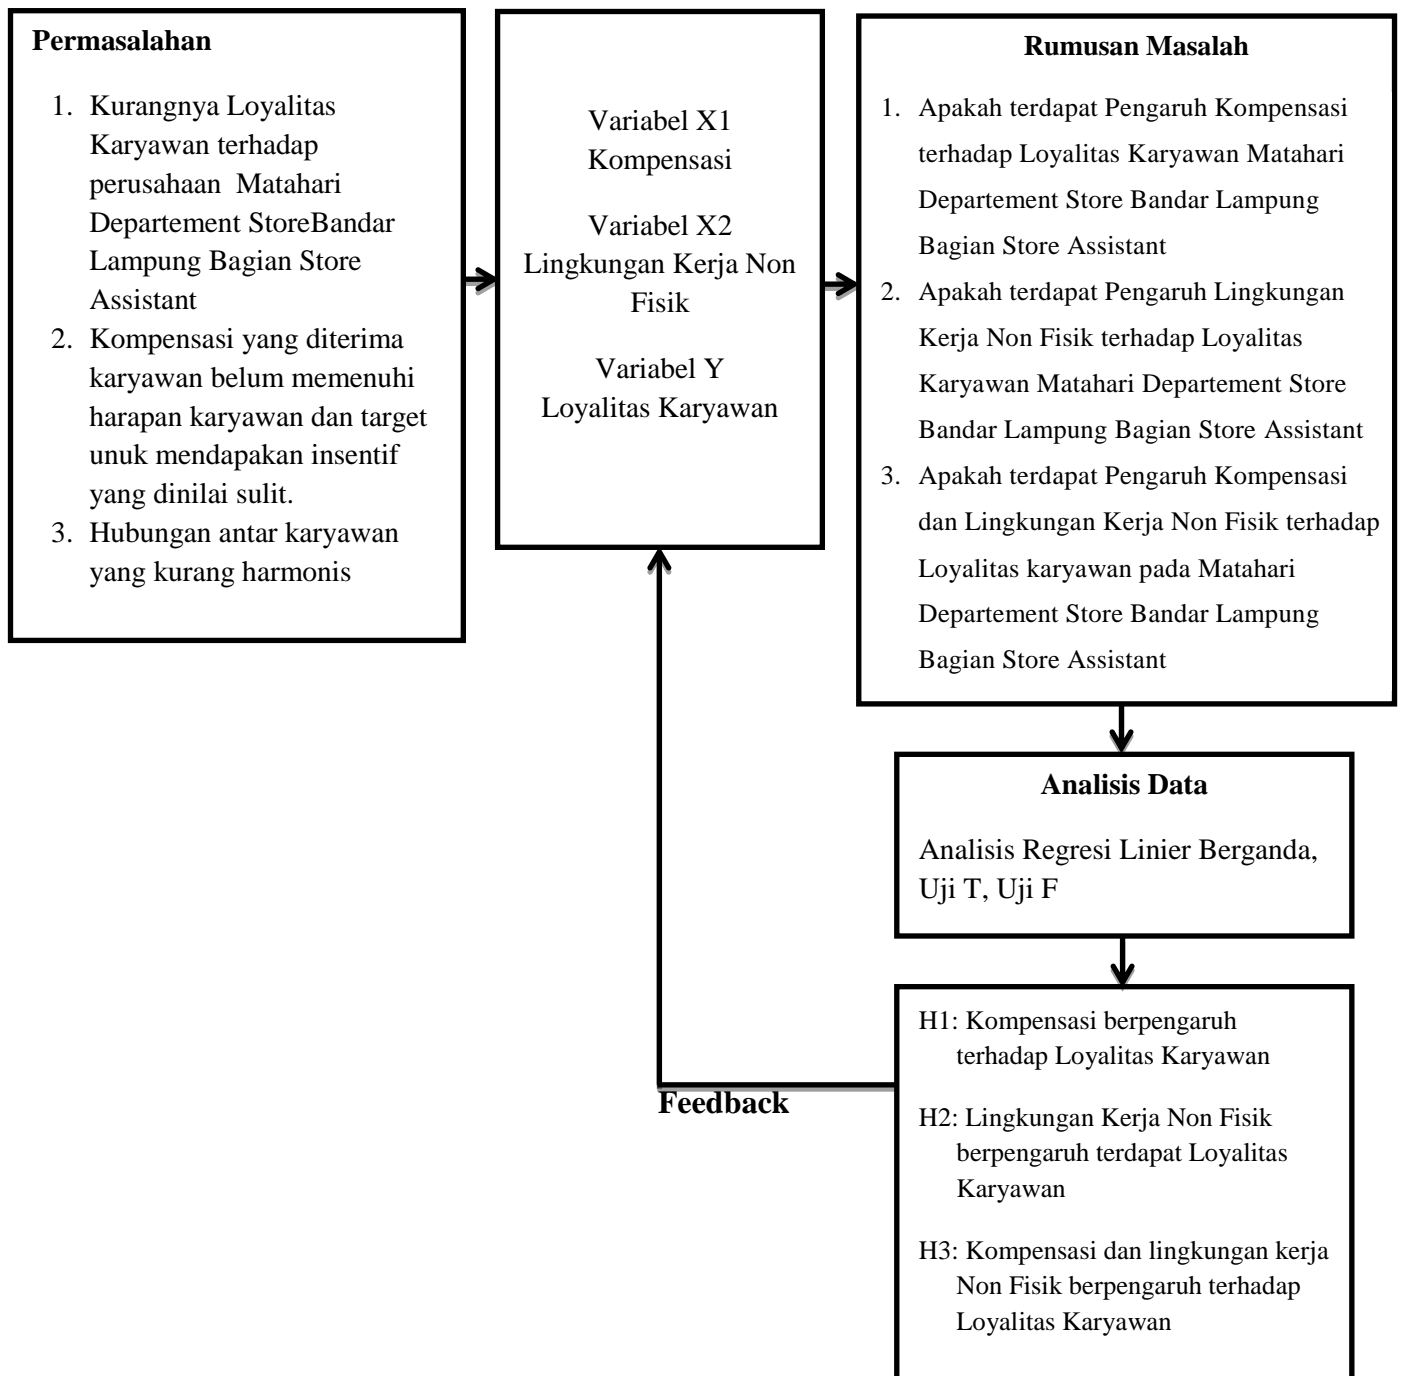 Permasalahan
1. Kurangnya Loyalitas
Karyawan terhadap
perusahaan Matahari
Departement StoreBandar
Lampung Bagian Store
Assistant
2. Kompensasi yang diterima
karyawan belum memenuhi
harapan karyawan dan target
unuk mendapakan insentif
yang dinilai sulit.
3. Hubungan antar karyawan
yang kurang harmonis
Variabel X1
Kompensasi
Variabel X2
Lingkungan Kerja Non
Fisik
Variabel Y
Loyalitas Karyawan
Rumusan Masalah
1. Apakah terdapat Pengaruh Kompensasi
terhadap Loyalitas Karyawan Matahari
Departement Store Bandar Lampung
Bagian Store Assistant
2. Apakah terdapat Pengaruh Lingkungan
Kerja Non Fisik terhadap Loyalitas
Karyawan Matahari Departement Store
Bandar Lampung Bagian Store Assistant
3. Apakah terdapat Pengaruh Kompensasi
dan Lingkungan Kerja Non Fisik terhadap
Loyalitas karyawan pada Matahari
Departement Store Bandar Lampung
Bagian Store Assistant
Analisis Data
Analisis Regresi Linier Berganda,
Uji T, Uji F
H1: Kompensasi berpengaruh
terhadap Loyalitas Karyawan
H2: Lingkungan Kerja Non Fisik
berpengaruh terdapat Loyalitas
Karyawan
H3: Kompensasi dan lingkungan kerja
Non Fisik berpengaruh terhadap
Loyalitas Karyawan
Feedback